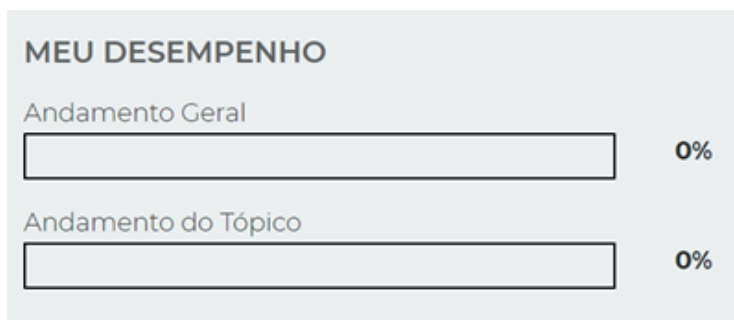 MEU DESEMPENHO
Andamento Geral
0%
Andamento do Tópico
0%